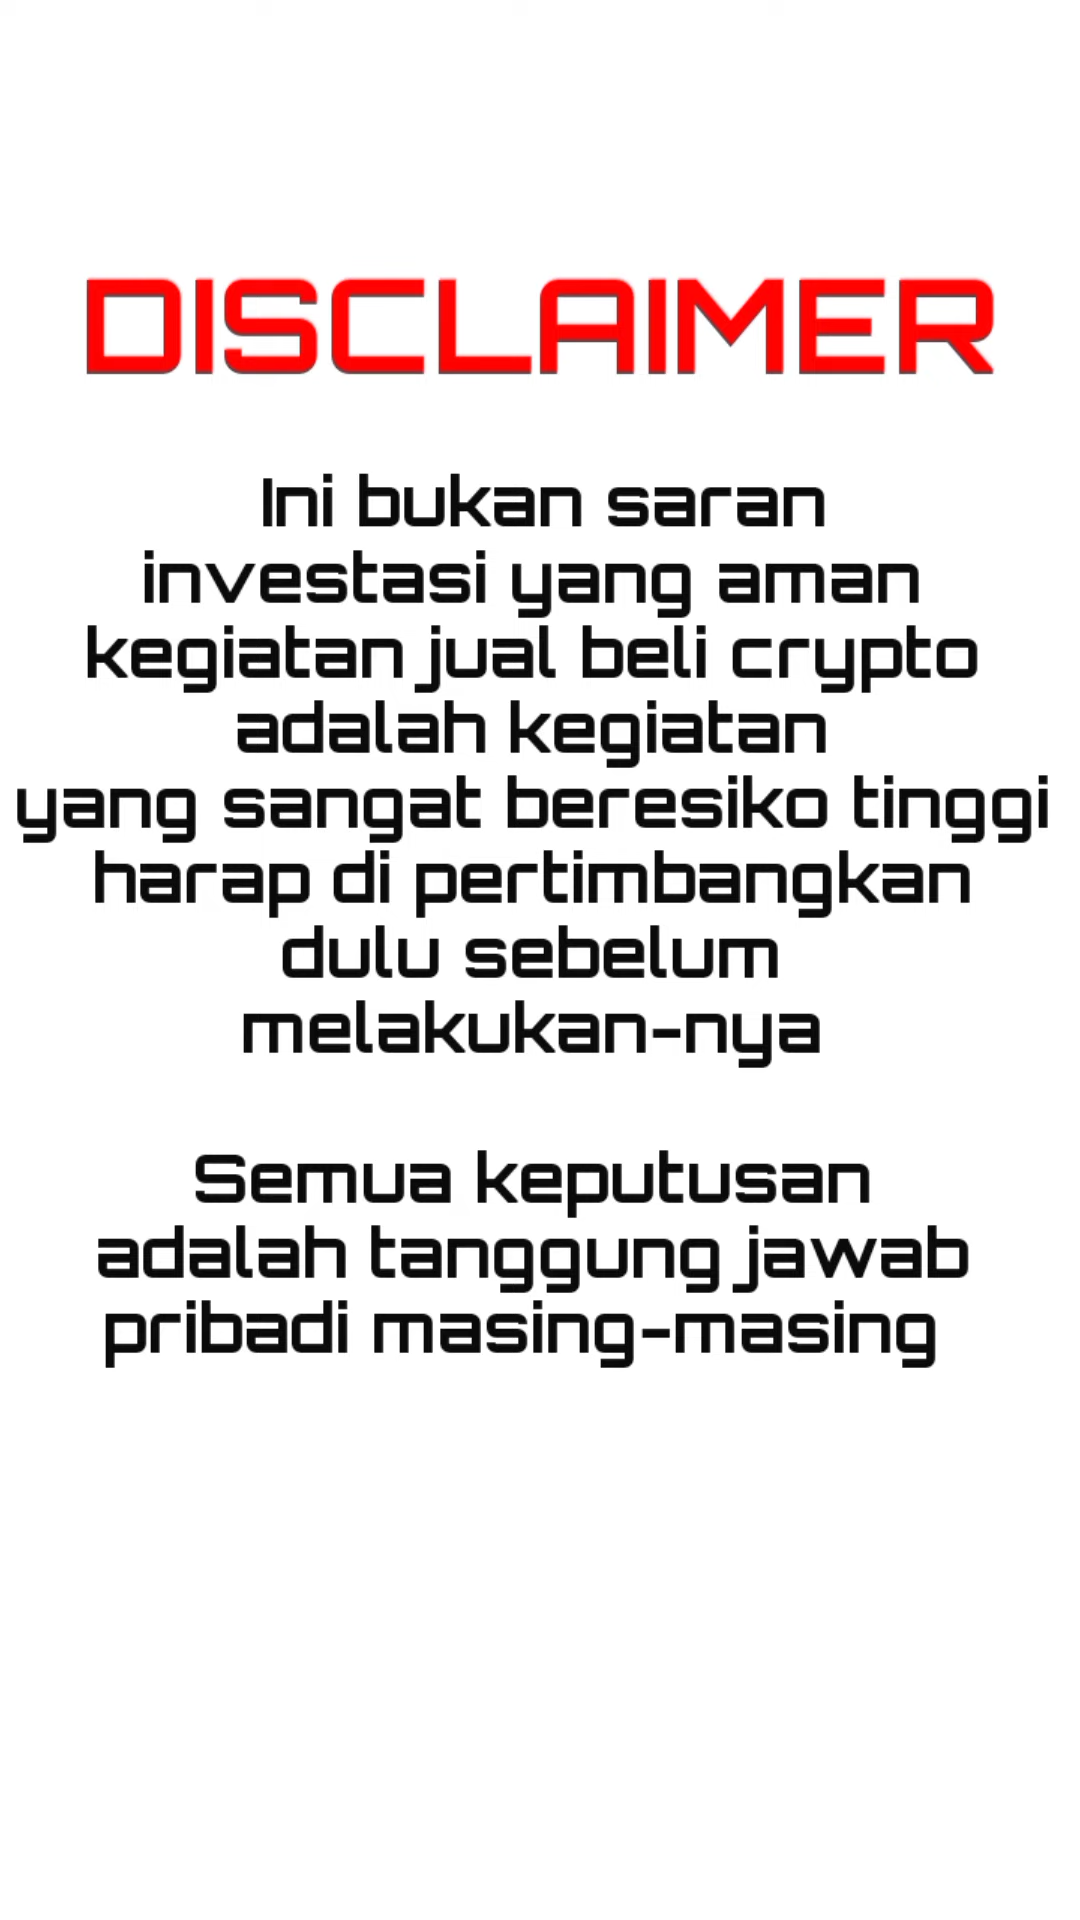 DISCLAIMER
Ini bukan saran
investasi yang aman
kegiatan jual beli crypto
adalah kegiatan
yang sangat beresiko tinggi
harap di pertimbangkan
dulu sebelum
melakukan-nya
Semua keputusan
adalah tanggung jawab
pribadi masing-masing